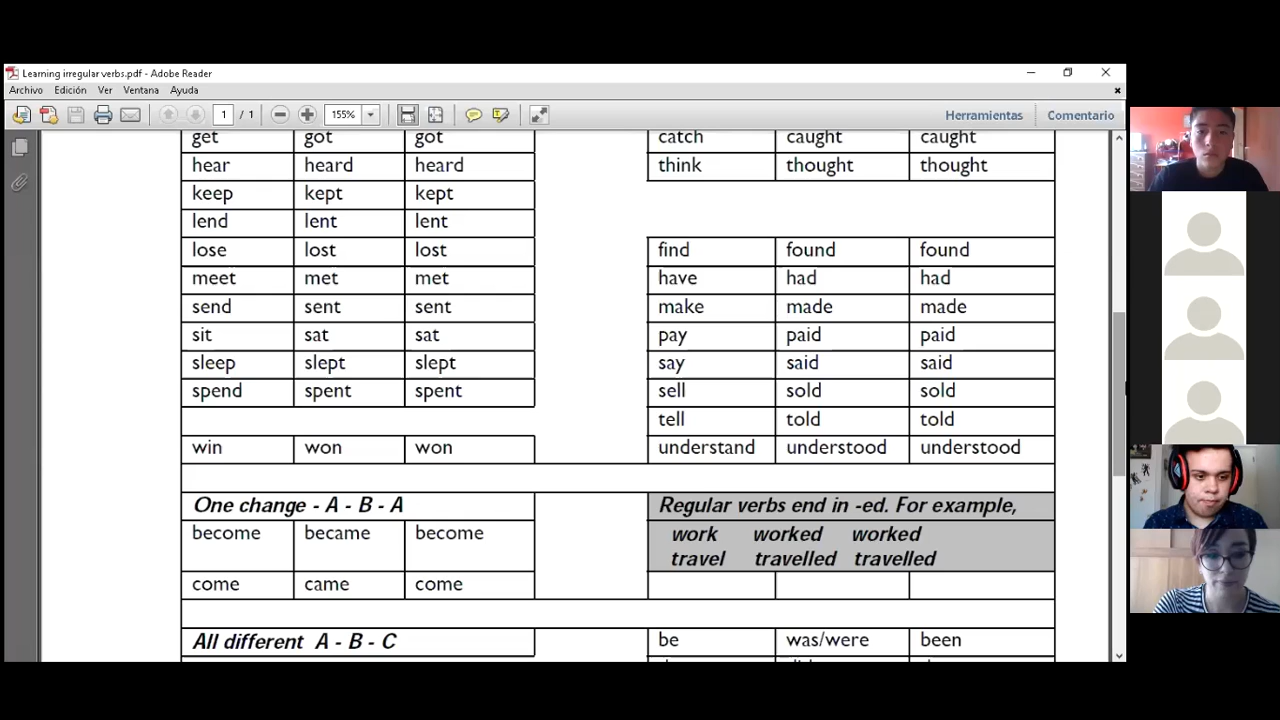 Learning irregular verbs.pdf - Adobe Reader
Archivo Edición Ver Ventana Ayuda
1 / 1 155% Herramientas Comentario
get got got catch caught caught
hear heard heard think thought thought
keep kept kept
lend lent lent
lose lost lost find found found
meet met met have had had
send sent sent make made made
sit sat sat pay paid paid
sleep slept slept say said said
spend spent spent sell sold sold
tell told told
win won won understand understood understood
One change - A - B - A Regular verbs end in -ed. For example,
become became become work worked worked
travel travelled travelled
come came come
All different A - B - C be was/were been